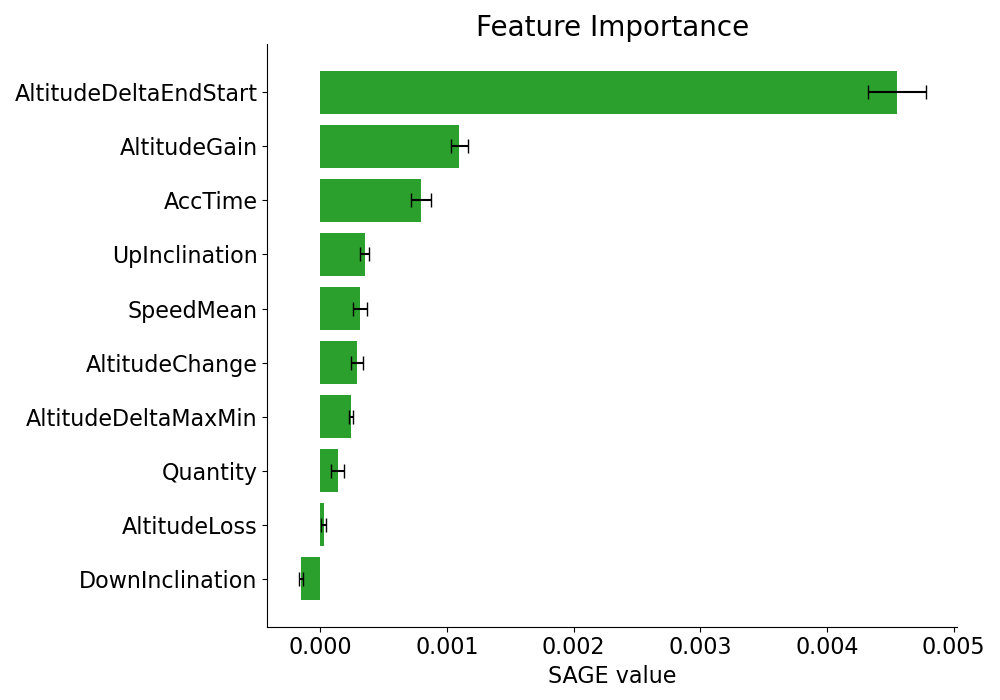 Feature Importance
AltitudeDeltaEndStart
AltitudeGain
AccTime
UpInclination
SpeedMean
AltitudeChange
AltitudeDeltaMaxMin
Quantity
AltitudeLoss
DownInclination
0.000 0.001 0.002 0.003 0.004 0.005
SAGE value